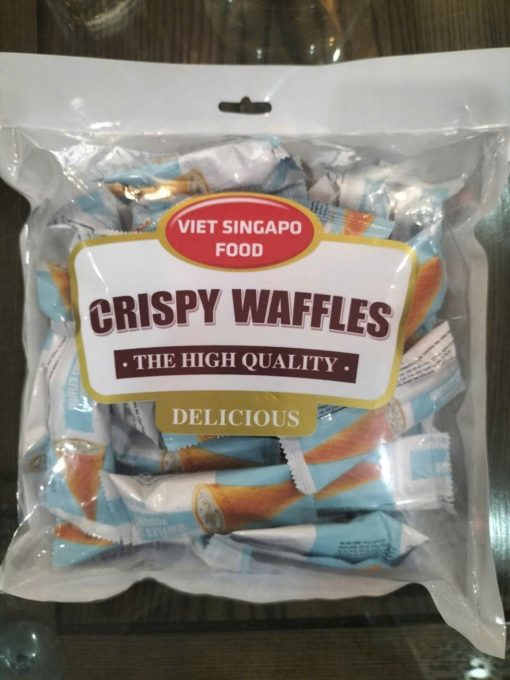 VIET SINGAPO
FOOD
CRISPY WAFFLES
· THE HIGH QUALITY ·
DELICIOUS